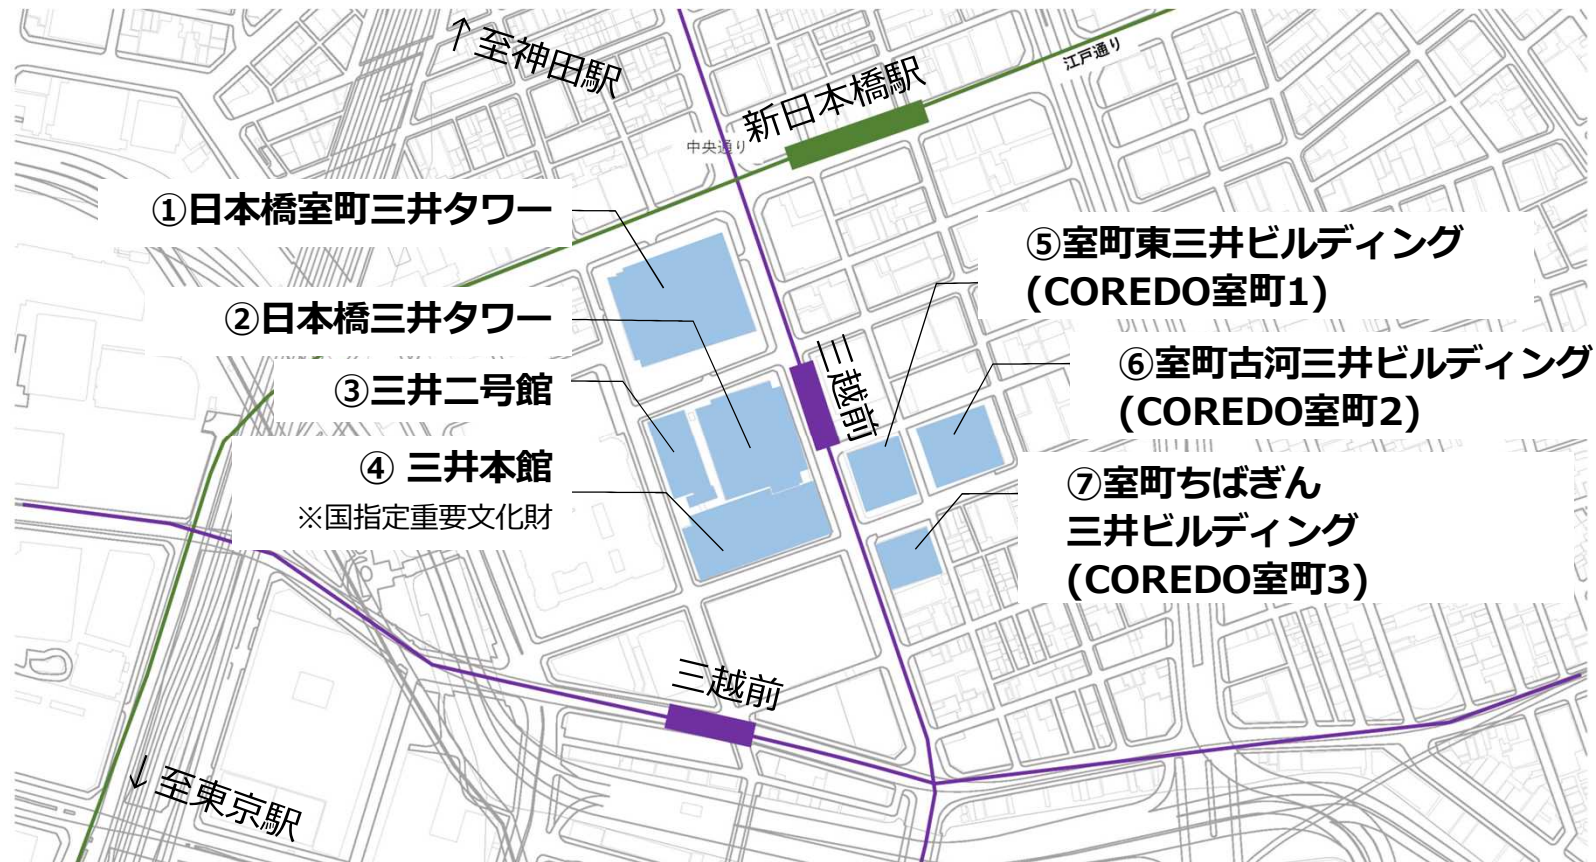 ↑至神田駅
新日本橋駅
江戸通り
中央通り
①日本橋室町三井タワー
②日本橋三井タワー
③三井二号館
④ 三井本館
※国指定重要文化財
三越前
⑤室町東三井ビルディング
(COREDO室町1)
⑥室町古河三井ビルディング
(COREDO室町2)
⑦室町ちばぎん
三井ビルディング
(COREDO室町3)
三越前
↓至東京駅